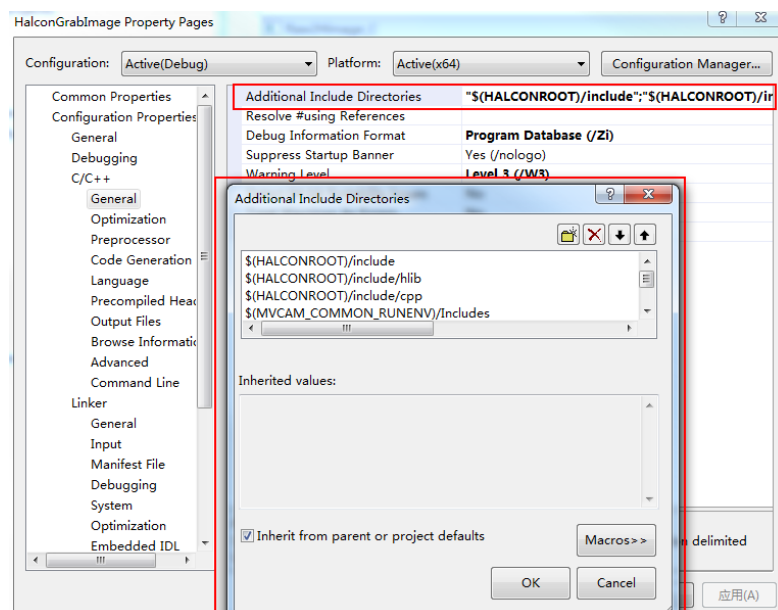 HalconGrabImage Property Pages
Configuration: Active(Debug) Platform: Active(x64) Configuration Manager...
Common Properties
Configuration Properties
General
Debugging
C/C++
General
Optimization
Preprocessor
Code Generation
Language
Precompiled Head
Output Files
Browse Informatic
Advanced
Command Line
Linker
General
Input
Manifest File
Debugging
System
Optimization
Embedded IDL
Additional Include Directories "$(HALCONROOT)/include";"$(HALCONROOT)/in
Resolve #using References
Debug Information Format Program Database (/Zi)
Suppress Startup Banner Yes (/nologo)
Warning Level Level 3 (/W3)
Additional Include Directories
$(HALCONROOT)/include
$(HALCONROOT)/include/hlib
$(HALCONROOT)/include/cpp
$(MVCAM_COMMON_RUNENV)/Includes
Inherited values:
Inherit from parent or project defaults
Macros>>
delimited
OK Cancel
应用(A)